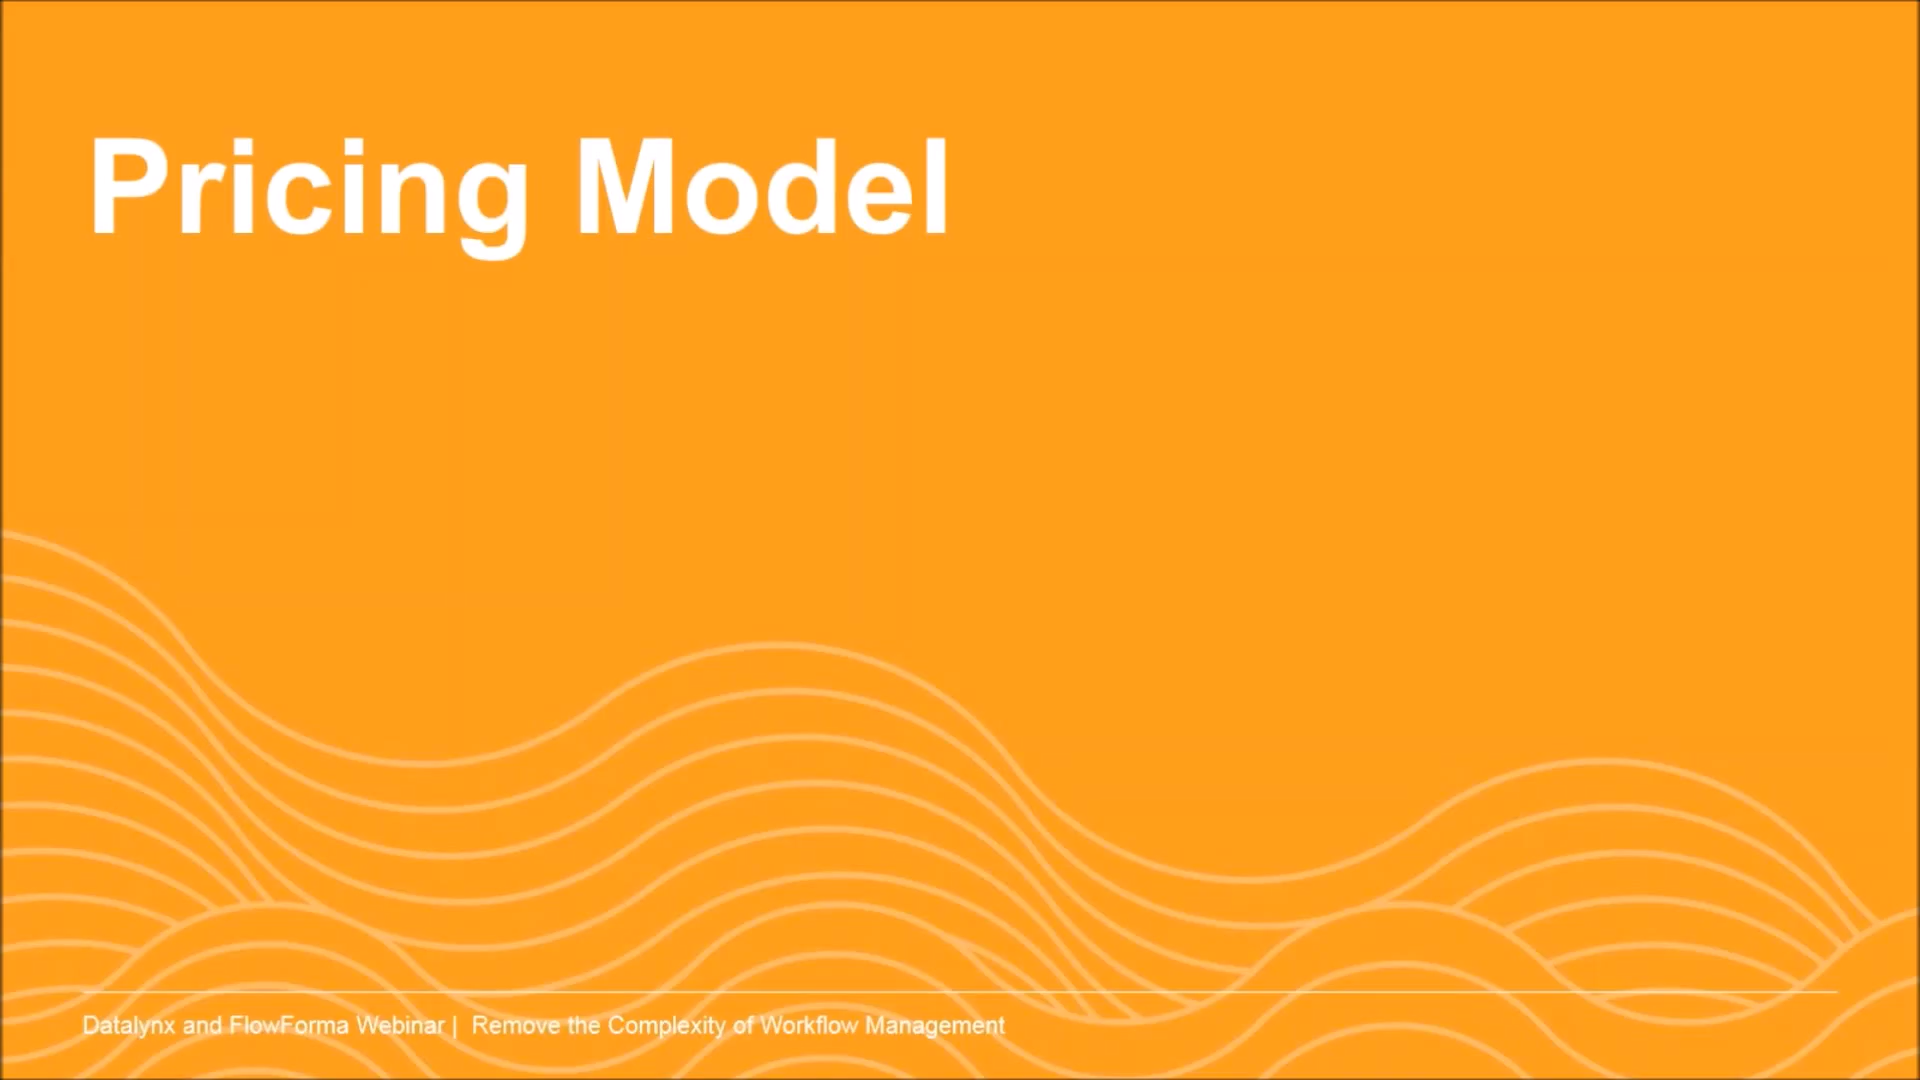 Pricing Model
Datalynx and FlowForma Webinar | Remove the Complexity of Workflow Management